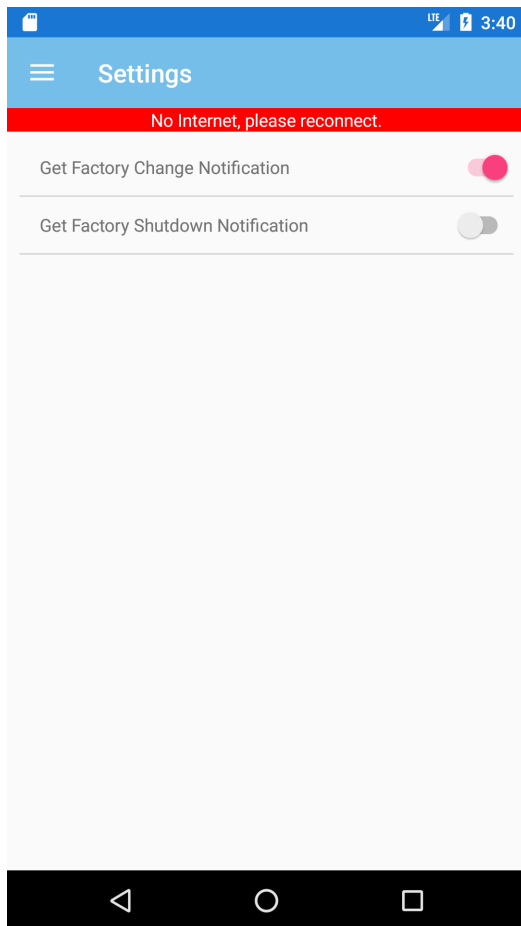 LTE 3:40
Settings
No Internet, please reconnect.
Get Factory Change Notification
Get Factory Shutdown Notification